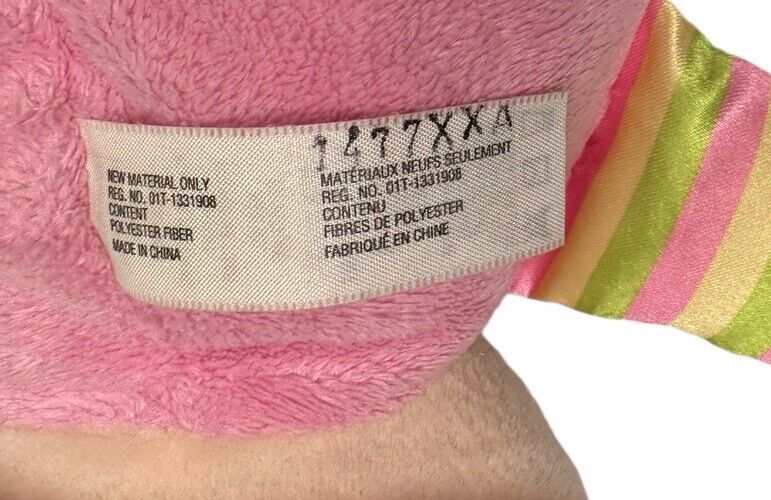 NEW MATERIAL ONLY
REG. NO. 01T-1331908
CONTENT
POLYESTER FIBER
MADE IN CHINA
1477XXA
MATÉRIAUX NEUFS SEULEMENT
REG. NO. 01T-1331908
CONTENU
FIBRES DE POLYESTER
FABRIQUÉ EN CHINE